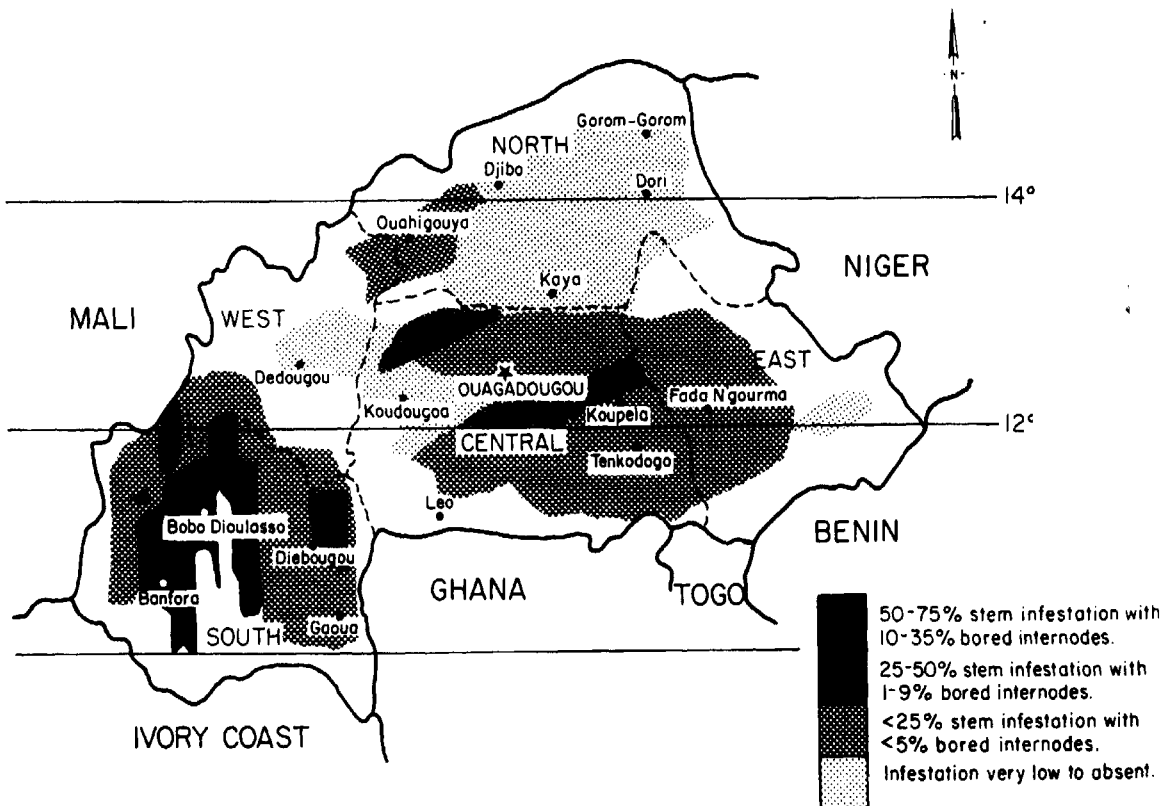 N
Gorom-Gorom
NORTH
Djibo
Dori
14°
Ouahigouya
NIGER
Kaya
MALI
WEST
EAST
Dedougou
OUAGADOUGOU
Fada N'gourma
Koudougoa
Koupela
12°
CENTRAL
Tenkodogo
Leo
Bobo Dioulasso
BENIN
Diebougou
Banfora
GHANA
TOGO
Gaoua
SOUTH
IVORY COAST
50-75% stem infestation with
10-35% bored internodes.
25-50% stem infestation with
1-9% bored internodes.
<25% stem infestation with
<5% bored internodes.
Infestation very low to absent.